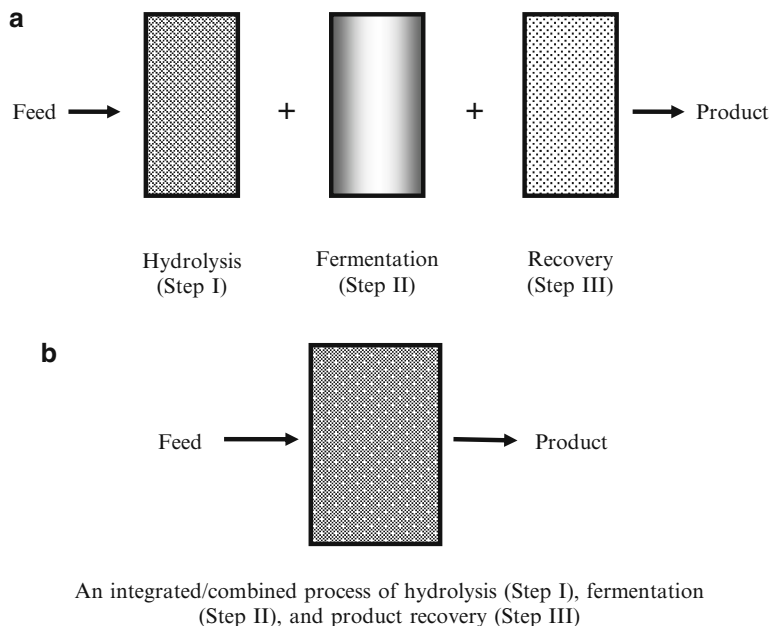 a
Feed
+
+
Product
Hydrolysis
(Step I)
Fermentation
(Step II)
Recovery
(Step III)
b
Feed
Product
An integrated/combined process of hydrolysis (Step I), fermentation
(Step II), and product recovery (Step III)